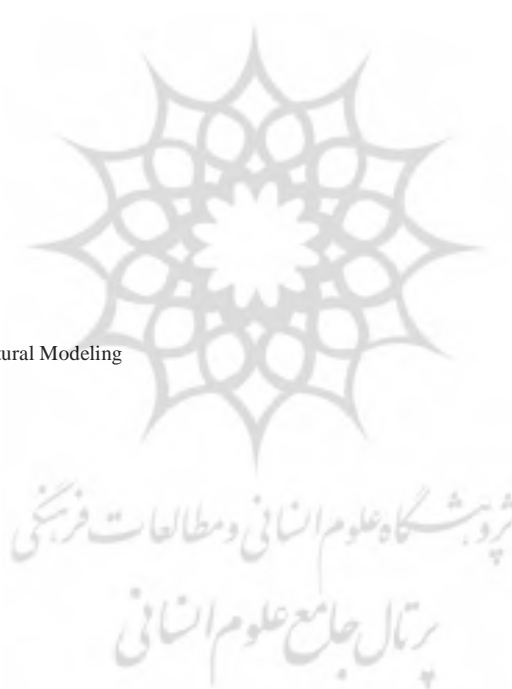 tural Modeling
پژوهشگاه علوم انسانی و مطالعات فرهنگی
پرتال جامع علوم انسانی